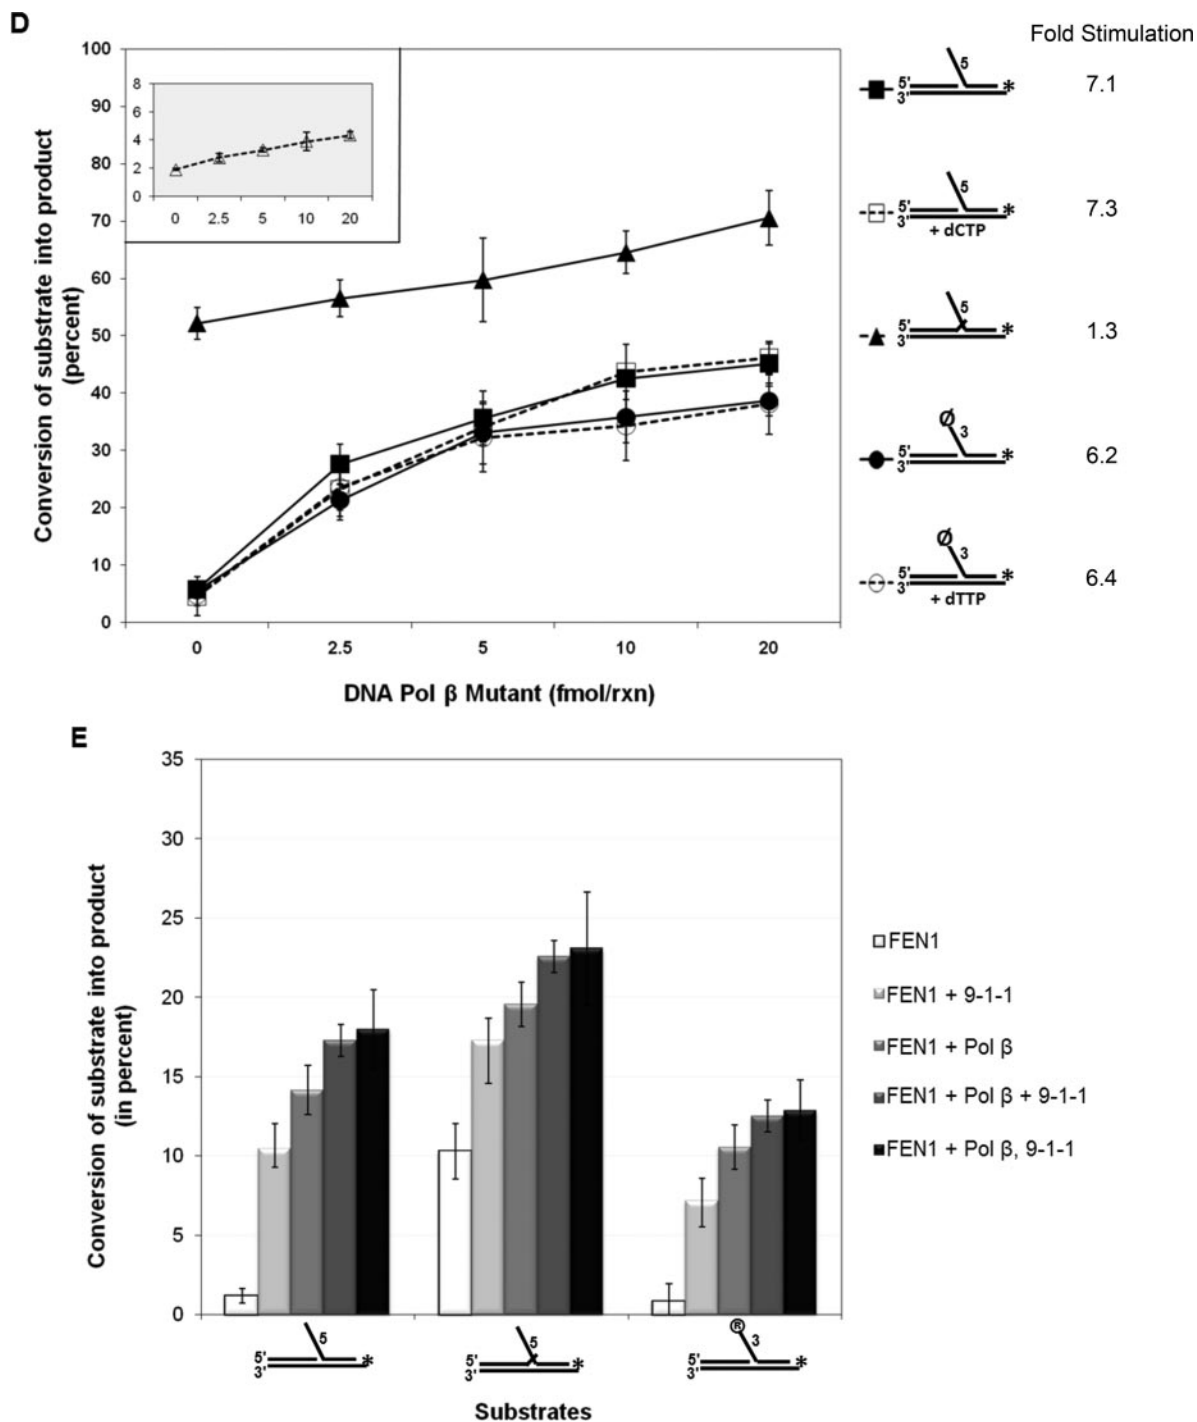 D
Fold Stimulation
Conversion of substrate into product
(percent)
100
90
80
70
60
50
40
30
20
10
0
8
6
4
2
0
0 2.5 5 10 20
0 2.5 5 10 20
DNA Pol β Mutant (fmol/rxn)
5
5'
3'
*
7.1
5
5'
3'
*
+ dCTP
7.3
5
5'
3'
*
1.3
Ø
3
5'
3'
*
6.2
Ø
3
5'
3'
*
+ dTTP
6.4
E
Conversion of substrate into product
(in percent)
35
30
25
20
15
10
5
0
FEN1
FEN1 + 9-1-1
FEN1 + Pol β
FEN1 + Pol β + 9-1-1
FEN1 + Pol β, 9-1-1
5
5'
3'
*
5
5'
3'
*
R
3
5'
3'
*
Substrates